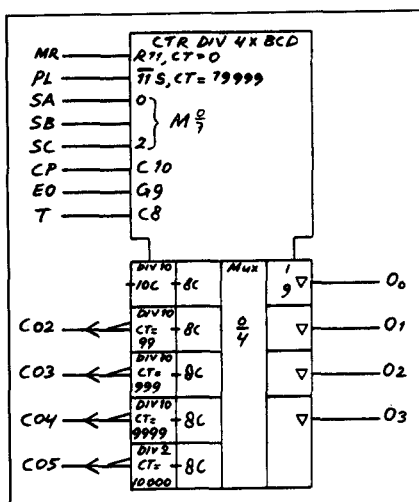 CTR DIV 4x BCD
MR R11, CT=0
PL 11 S, CT=19999
SA 0
SB M 0/7
SC 2
CP C10
EO G9
T C8
DIV 10 Mux 1
10C 8C 9 ▽ O0
DIV 10
CO2 CT= 8C 0/4 ▽ O1
99
DIV 10
CO3 CT= 8C ▽ O2
999
DIV 10
CO4 CT= 8C ▽ O3
9999
DIV 2
CO5 CT= 8C
10000